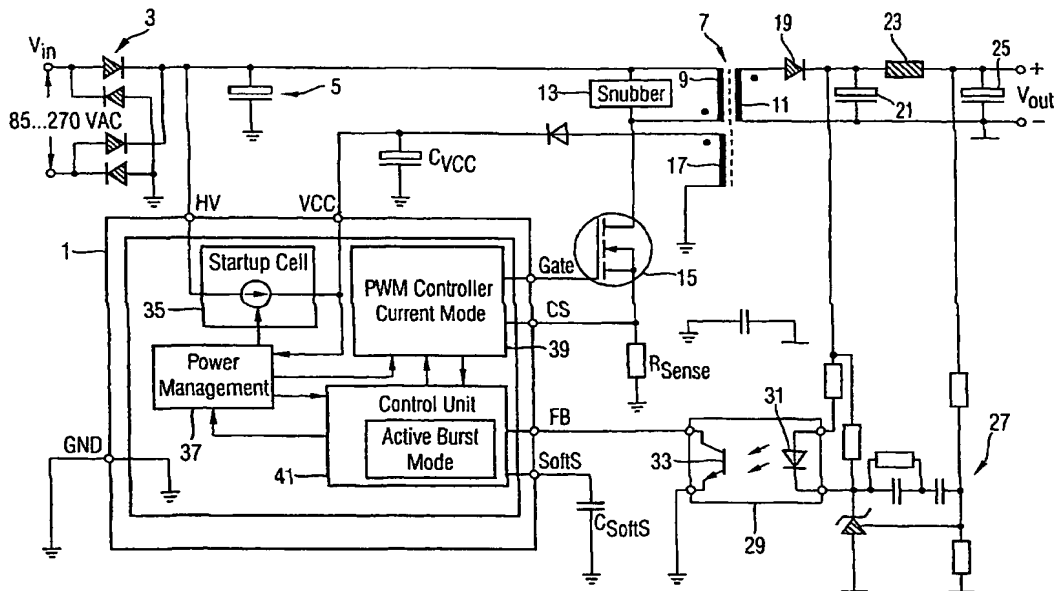 3
V_in
85...270 VAC
5
7
9
11
13
Snubber
17
19
21
23
25
+
V_out
−
C_VCC
HV
VCC
1
Startup Cell
35
PWM Controller
Current Mode
39
Gate
15
CS
R_Sense
Power
Management
37
Control Unit
Active Burst
Mode
41
GND
FB
SoftS
C_SoftS
33
31
29
27